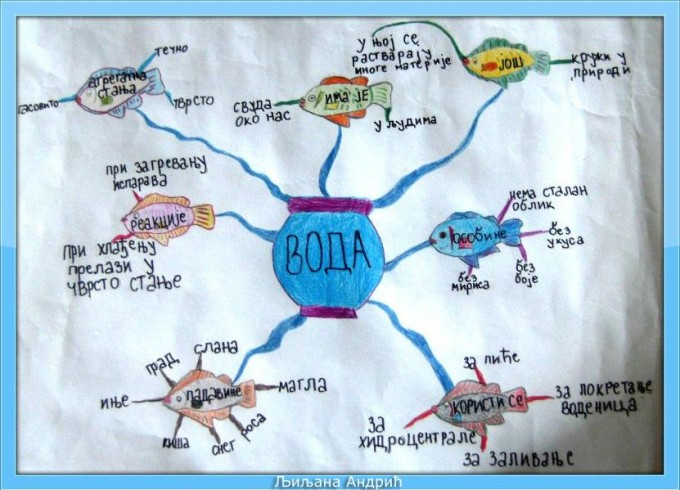 течно
агрегатна
стања
гасовито
тврсто
има је
свуда
око нас
у људима
у њој се
растварају
многе материје
још
кружи у
природи
при загревању
испарава
реакције
при хлађењу
прелази у
чврсто стање
ВОДА
особине
нема сталан
облик
без
укуса
без
боје
без
мириса
падавине
град
слана
магла
иње
киша
снег
роса
користи се
за пиће
за покретање
воденица
за
хидроцентрале
за заливање
Љиљана Андрић